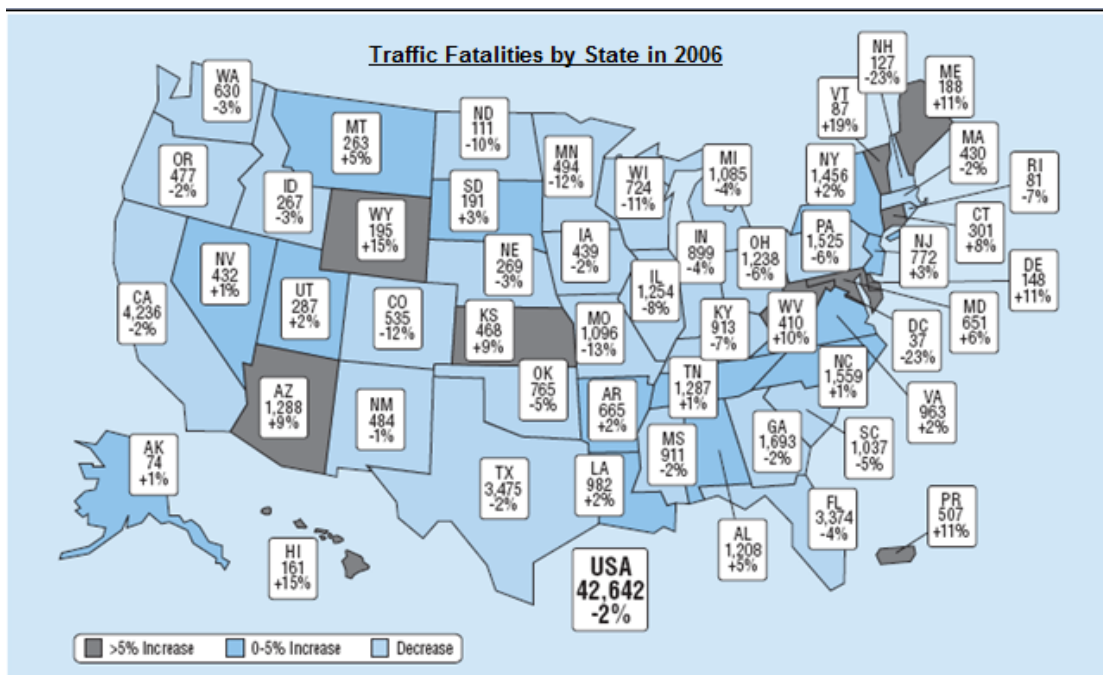 Traffic Fatalities by State in 2006
WA
630
-3%
OR
477
-2%
CA
4,236
-2%
ID
267
-3%
NV
432
+1%
MT
263
+5%
WY
195
+15%
UT
287
+2%
AZ
1,288
+9%
CO
535
-12%
NM
484
-1%
ND
111
-10%
SD
191
+3%
NE
269
-3%
KS
468
+9%
OK
765
-5%
TX
3,475
-2%
MN
494
-12%
IA
439
-2%
MO
1,096
-13%
AR
665
+2%
LA
982
+2%
WI
724
-11%
IL
1,254
-8%
MI
1,085
-4%
IN
899
-4%
OH
1,238
-6%
KY
913
-7%
TN
1,287
+1%
MS
911
-2%
AL
1,208
+5%
GA
1,693
-2%
FL
3,374
-4%
SC
1,037
-5%
NC
1,559
+1%
VA
963
+2%
WV
410
+10%
DC
37
-23%
MD
651
+6%
DE
148
+11%
PA
1,525
-6%
NJ
772
+3%
NY
1,456
+2%
CT
301
+8%
RI
81
-7%
MA
430
-2%
VT
87
+19%
NH
127
-23%
ME
188
+11%
AK
74
+1%
HI
161
+15%
PR
507
+11%
USA
42,642
-2%
>5% Increase
0-5% Increase
Decrease